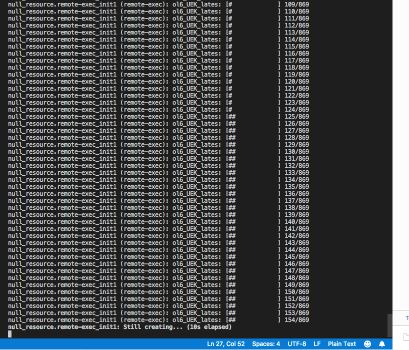 null_resource.remote-exec_init1 (remote-exec): ol6_UEK_lates: [# ] 109/869
null_resource.remote-exec_init1 (remote-exec): ol6_UEK_lates: [# ] 110/869
null_resource.remote-exec_init1 (remote-exec): ol6_UEK_lates: [# ] 111/869
null_resource.remote-exec_init1 (remote-exec): ol6_UEK_lates: [# ] 112/869
null_resource.remote-exec_init1 (remote-exec): ol6_UEK_lates: [# ] 113/869
null_resource.remote-exec_init1 (remote-exec): ol6_UEK_lates: [# ] 114/869
null_resource.remote-exec_init1 (remote-exec): ol6_UEK_lates: [# ] 115/869
null_resource.remote-exec_init1 (remote-exec): ol6_UEK_lates: [# ] 116/869
null_resource.remote-exec_init1 (remote-exec): ol6_UEK_lates: [# ] 117/869
null_resource.remote-exec_init1 (remote-exec): ol6_UEK_lates: [# ] 118/869
null_resource.remote-exec_init1 (remote-exec): ol6_UEK_lates: [# ] 119/869
null_resource.remote-exec_init1 (remote-exec): ol6_UEK_lates: [# ] 120/869
null_resource.remote-exec_init1 (remote-exec): ol6_UEK_lates: [# ] 121/869
null_resource.remote-exec_init1 (remote-exec): ol6_UEK_lates: [# ] 122/869
null_resource.remote-exec_init1 (remote-exec): ol6_UEK_lates: [# ] 123/869
null_resource.remote-exec_init1 (remote-exec): ol6_UEK_lates: [# ] 124/869
null_resource.remote-exec_init1 (remote-exec): ol6_UEK_lates: [## ] 125/869
null_resource.remote-exec_init1 (remote-exec): ol6_UEK_lates: [## ] 126/869
null_resource.remote-exec_init1 (remote-exec): ol6_UEK_lates: [## ] 127/869
null_resource.remote-exec_init1 (remote-exec): ol6_UEK_lates: [## ] 128/869
null_resource.remote-exec_init1 (remote-exec): ol6_UEK_lates: [## ] 129/869
null_resource.remote-exec_init1 (remote-exec): ol6_UEK_lates: [## ] 130/869
null_resource.remote-exec_init1 (remote-exec): ol6_UEK_lates: [## ] 131/869
null_resource.remote-exec_init1 (remote-exec): ol6_UEK_lates: [## ] 132/869
null_resource.remote-exec_init1 (remote-exec): ol6_UEK_lates: [## ] 133/869
null_resource.remote-exec_init1 (remote-exec): ol6_UEK_lates: [## ] 134/869
null_resource.remote-exec_init1 (remote-exec): ol6_UEK_lates: [## ] 135/869
null_resource.remote-exec_init1 (remote-exec): ol6_UEK_lates: [## ] 136/869
null_resource.remote-exec_init1 (remote-exec): ol6_UEK_lates: [## ] 137/869
null_resource.remote-exec_init1 (remote-exec): ol6_UEK_lates: [## ] 138/869
null_resource.remote-exec_init1 (remote-exec): ol6_UEK_lates: [## ] 139/869
null_resource.remote-exec_init1 (remote-exec): ol6_UEK_lates: [## ] 140/869
null_resource.remote-exec_init1 (remote-exec): ol6_UEK_lates: [## ] 141/869
null_resource.remote-exec_init1 (remote-exec): ol6_UEK_lates: [## ] 142/869
null_resource.remote-exec_init1 (remote-exec): ol6_UEK_lates: [## ] 143/869
null_resource.remote-exec_init1 (remote-exec): ol6_UEK_lates: [## ] 144/869
null_resource.remote-exec_init1 (remote-exec): ol6_UEK_lates: [## ] 145/869
null_resource.remote-exec_init1 (remote-exec): ol6_UEK_lates: [## ] 146/869
null_resource.remote-exec_init1 (remote-exec): ol6_UEK_lates: [## ] 147/869
null_resource.remote-exec_init1 (remote-exec): ol6_UEK_lates: [## ] 148/869
null_resource.remote-exec_init1 (remote-exec): ol6_UEK_lates: [## ] 149/869
null_resource.remote-exec_init1 (remote-exec): ol6_UEK_lates: [## ] 150/869
null_resource.remote-exec_init1 (remote-exec): ol6_UEK_lates: [## ] 151/869
null_resource.remote-exec_init1 (remote-exec): ol6_UEK_lates: [## ] 152/869
null_resource.remote-exec_init1 (remote-exec): ol6_UEK_lates: [## ] 153/869
null_resource.remote-exec_init1 (remote-exec): ol6_UEK_lates: [## ] 154/869
null_resource.remote-exec_init1: Still creating... (10s elapsed)
Ln 27, Col 52 Spaces: 4 UTF-8 LF Plain Text